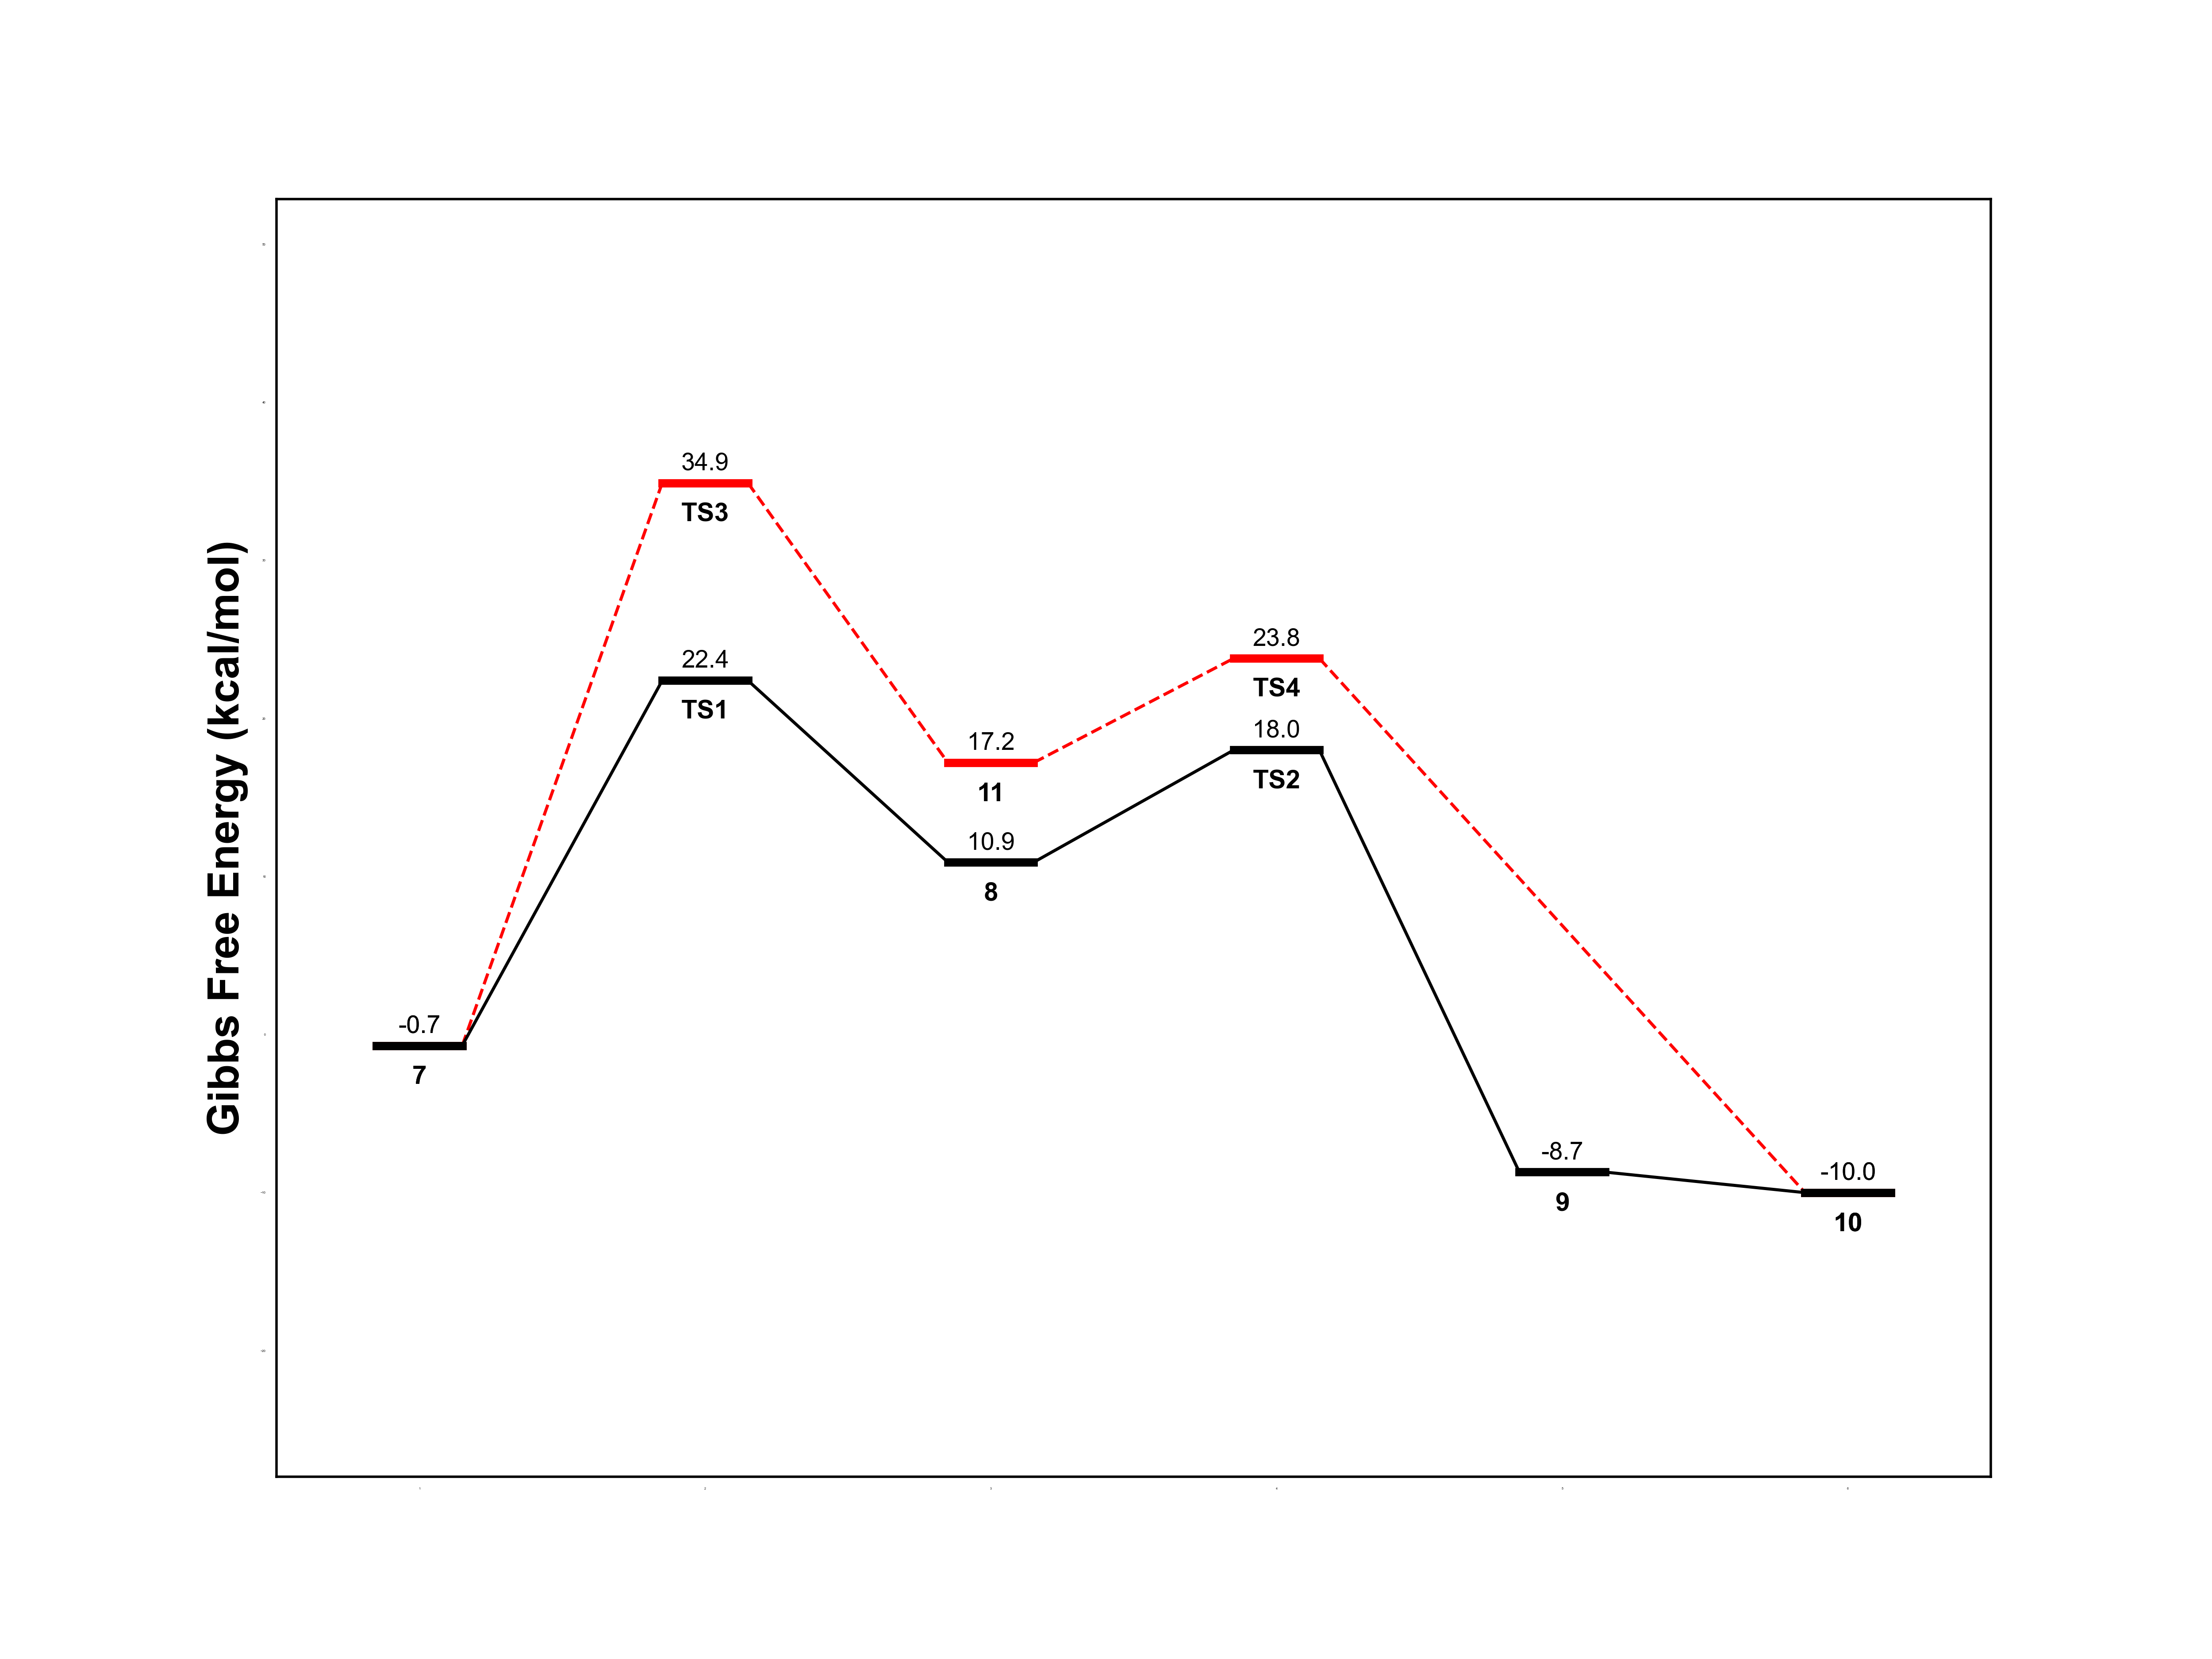 Gibbs Free Energy (kcal/mol)
34.9
TS3
22.4
TS1
23.8
TS4
18.0
TS2
17.2
11
10.9
8
-0.7
7
-8.7
9
-10.0
10